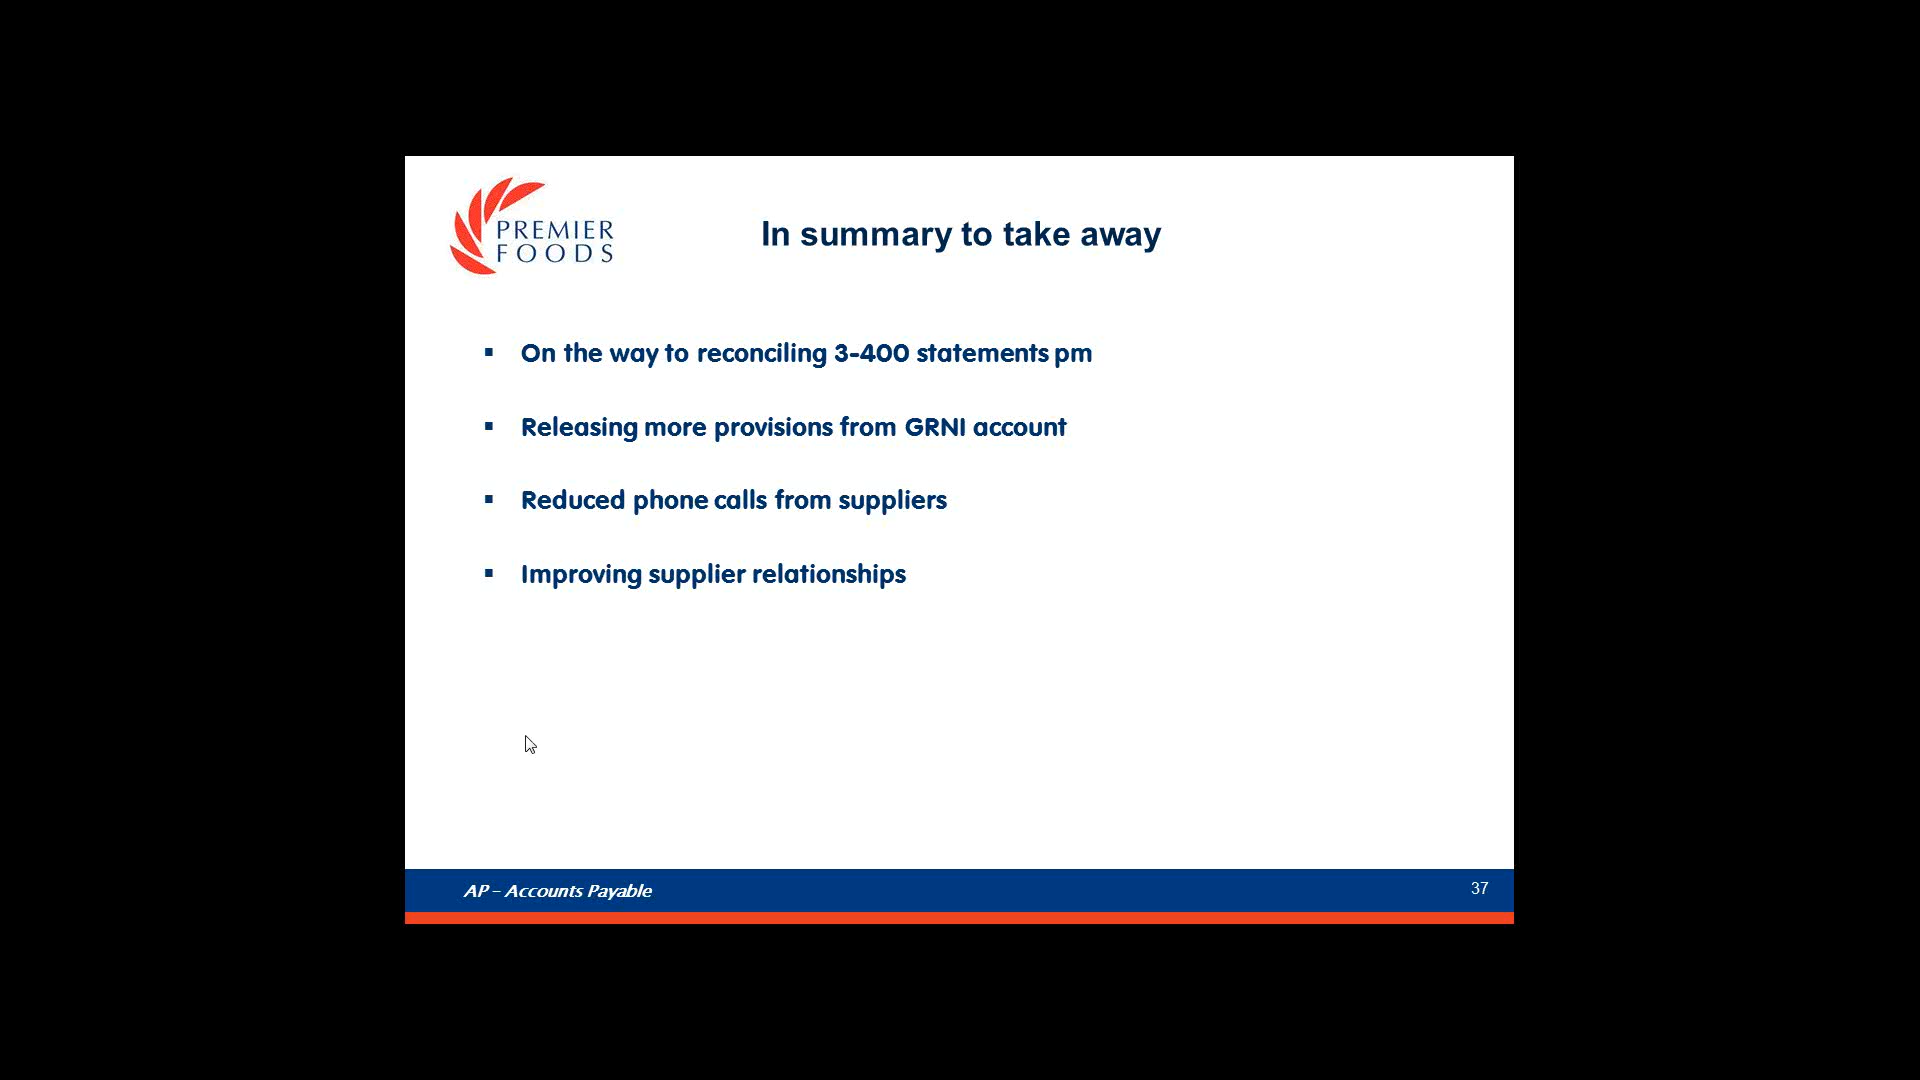 PREMIER
FOODS
In summary to take away
▪ On the way to reconciling 3-400 statements pm
▪ Releasing more provisions from GRNI account
▪ Reduced phone calls from suppliers
▪ Improving supplier relationships
AP – Accounts Payable
37